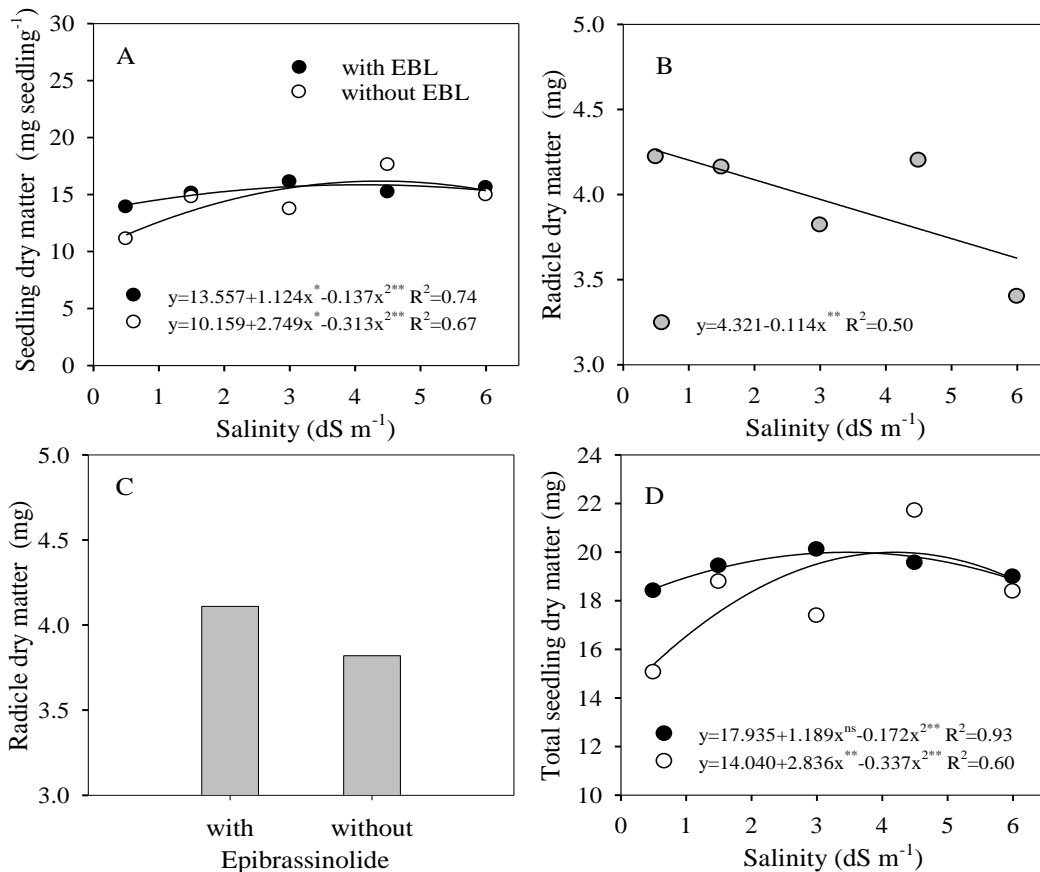 A
with EBL
without EBL
30
25
20
15
10
5
0
Seedling dry matter (mg seedling⁻¹)
y=13.557+1.124x*-0.137x²** R²=0.74
y=10.159+2.749x*-0.313x²** R²=0.67
0 1 2 3 4 5 6
Salinity (dS m⁻¹)
B
5.0
4.5
4.0
3.5
3.0
Radicle dry matter (mg)
y=4.321-0.114x** R²=0.50
0 1 2 3 4 5 6
Salinity (dS m⁻¹)
C
5.0
4.5
4.0
3.5
3.0
Radicle dry matter (mg)
with without
Epibrassinolide
D
24
22
20
18
16
14
12
10
Total seedling dry matter (mg)
y=17.935+1.189xⁿˢ-0.172x²** R²=0.93
y=14.040+2.836x**-0.337x²** R²=0.60
0 1 2 3 4 5 6
Salinity (dS m⁻¹)